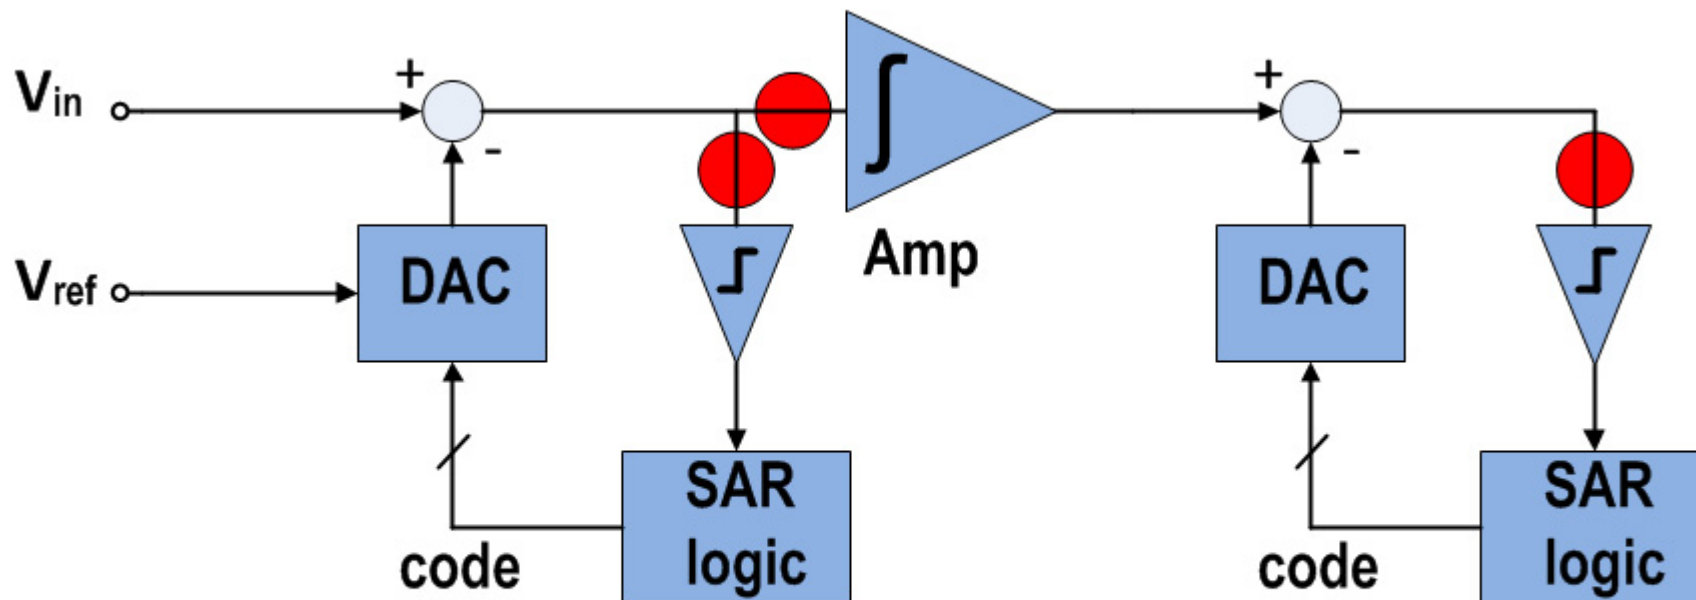 +
+
Vin
-
-
Amp
Vref
DAC
DAC
SAR
logic
SAR
logic
code
code